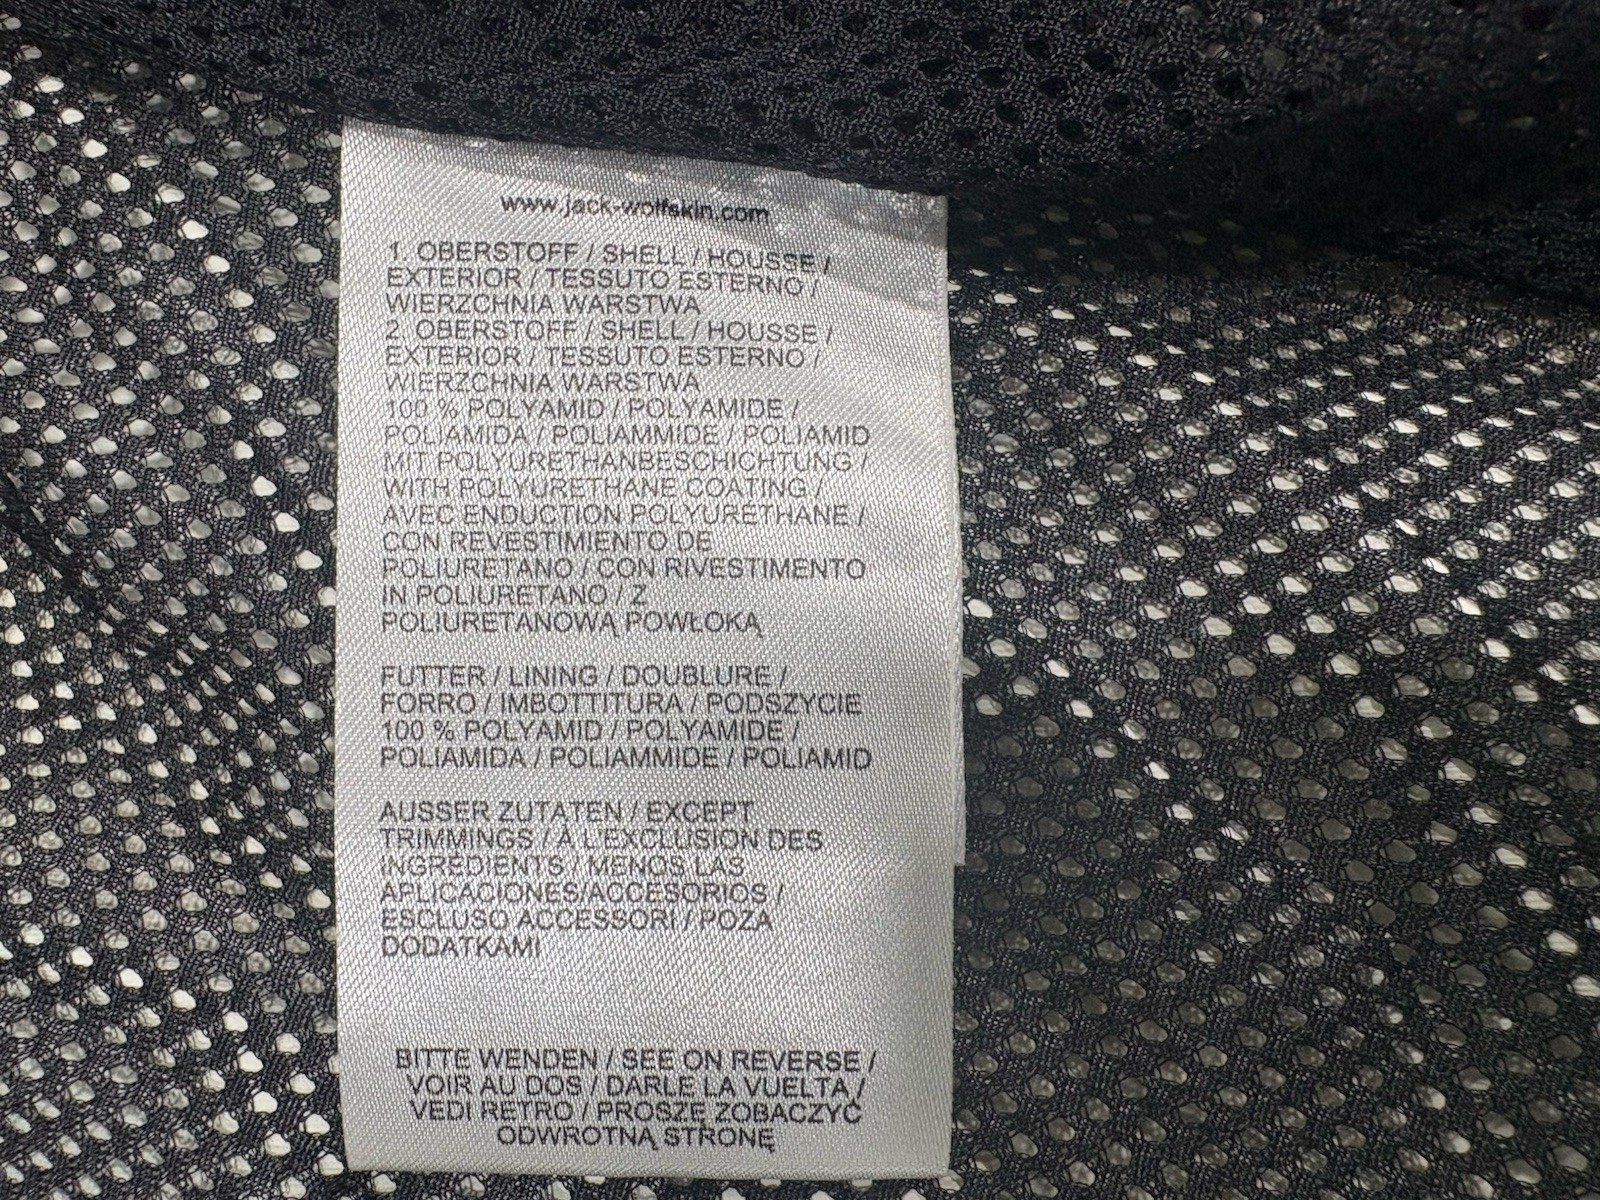 www.jack-wolfskin.com
1. OBERSTOFF / SHELL / HOUSSE /
EXTERIOR / TESSUTO ESTERNO /
WIERZCHNIA WARSTWA
2. OBERSTOFF / SHELL / HOUSSE /
EXTERIOR / TESSUTO ESTERNO /
WIERZCHNIA WARSTWA
100 % POLYAMID / POLYAMIDE /
POLIAMIDA / POLIAMMIDE / POLIAMID
MIT POLYURETHANBESCHICHTUNG /
WITH POLYURETHANE COATING /
AVEC ENDUCTION POLYURÉTHANE /
CON REVESTIMIENTO DE
POLIURETANO / CON RIVESTIMENTO
IN POLIURETANO / Z
POLIURETANOWĄ POWŁOKĄ
FUTTER / LINING / DOUBLURE /
FORRO / IMBOTTITURA / PODSZYCIE
100 % POLYAMID / POLYAMIDE /
POLIAMIDA / POLIAMMIDE / POLIAMID
AUSSER ZUTATEN / EXCEPT
TRIMMINGS / À L'EXCLUSION DES
INGRÉDIENTS / MENOS LAS
APLICACIONES/ACCESORIOS /
ESCLUSO ACCESSORI / POZA
DODATKAMI
BITTE WENDEN / SEE ON REVERSE /
VOIR AU DOS / DARLE LA VUELTA /
VEDI RETRO / PROSZĘ ZOBACZYĆ
ODWROTNĄ STRONĘ